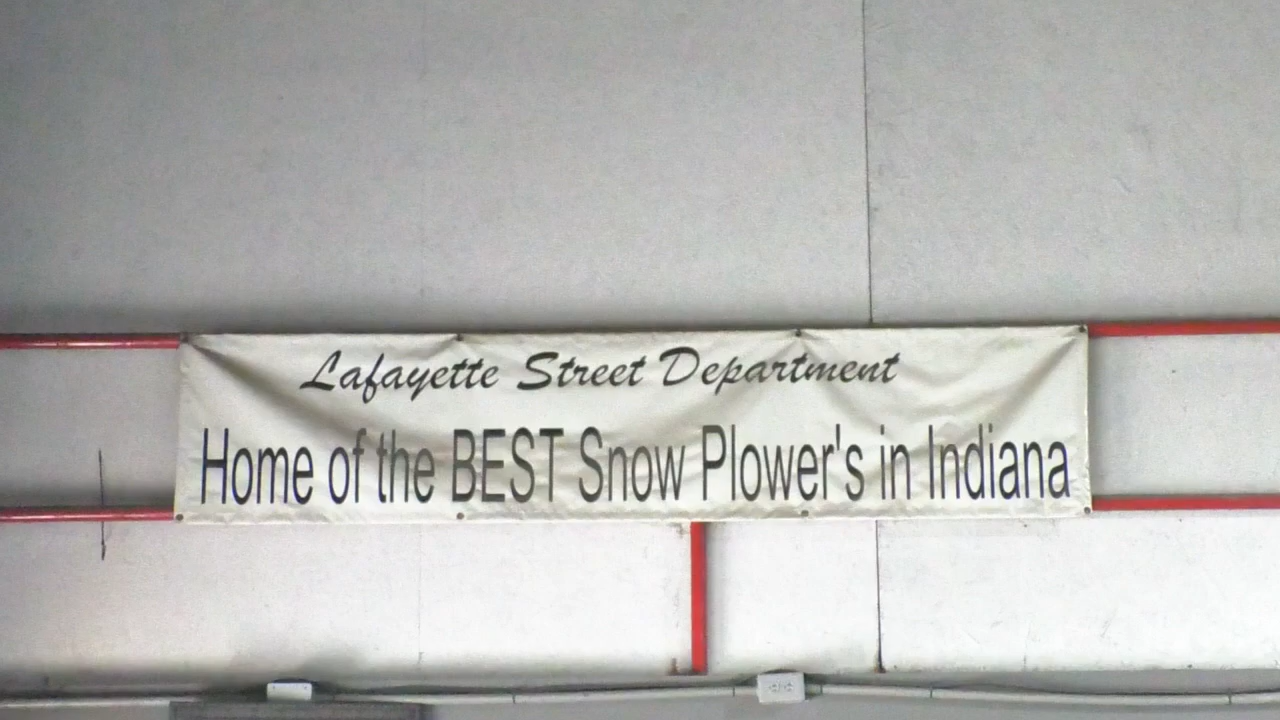 Lafayette Street Department
Home of the BEST Snow Plower's in Indiana